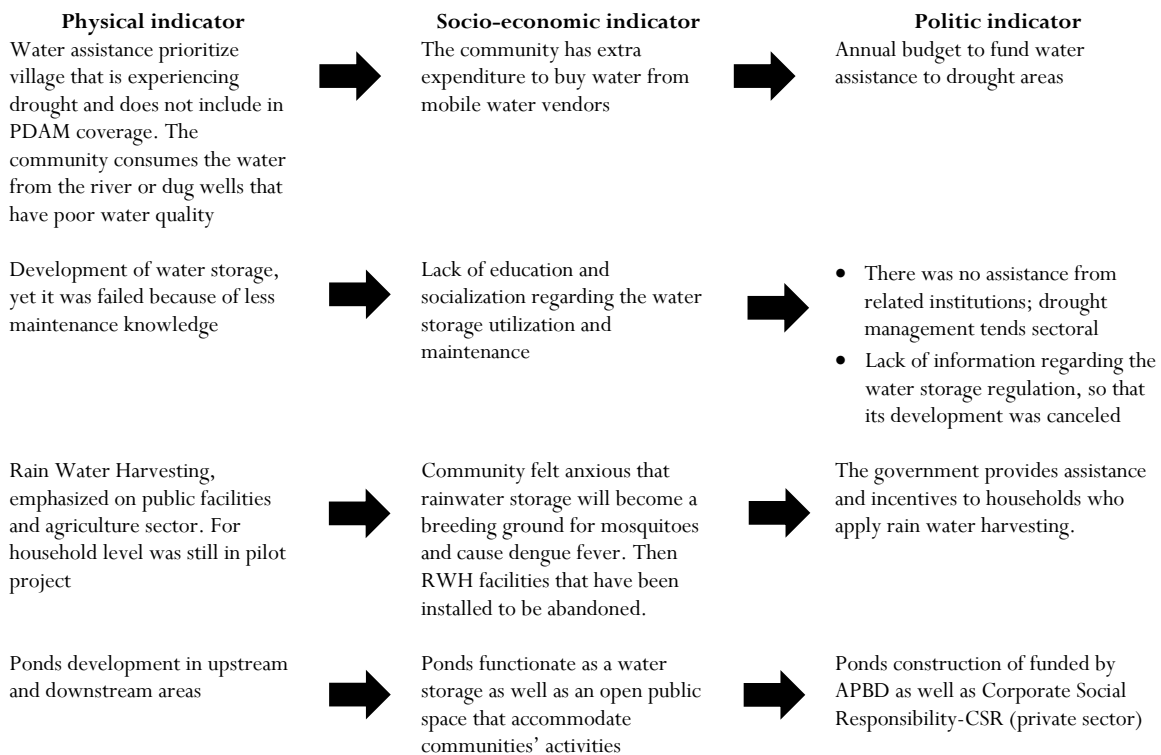 Physical indicator
Water assistance prioritize
village that is experiencing
drought and does not include in
PDAM coverage. The
community consumes the water
from the river or dug wells that
have poor water quality
Socio-economic indicator
The community has extra
expenditure to buy water from
mobile water vendors
Politic indicator
Annual budget to fund water
assistance to drought areas
Development of water storage,
yet it was failed because of less
maintenance knowledge
Lack of education and
socialization regarding the water
storage utilization and
maintenance
• There was no assistance from
related institutions; drought
management tends sectoral
• Lack of information regarding the
water storage regulation, so that
its development was canceled
Rain Water Harvesting,
emphasized on public facilities
and agriculture sector. For
household level was still in pilot
project
Community felt anxious that
rainwater storage will become a
breeding ground for mosquitoes
and cause dengue fever. Then
RWH facilities that have been
installed to be abandoned.
The government provides assistance
and incentives to households who
apply rain water harvesting.
Ponds development in upstream
and downstream areas
Ponds functionate as a water
storage as well as an open public
space that accommodate
communities’ activities
Ponds construction of funded by
APBD as well as Corporate Social
Responsibility-CSR (private sector)